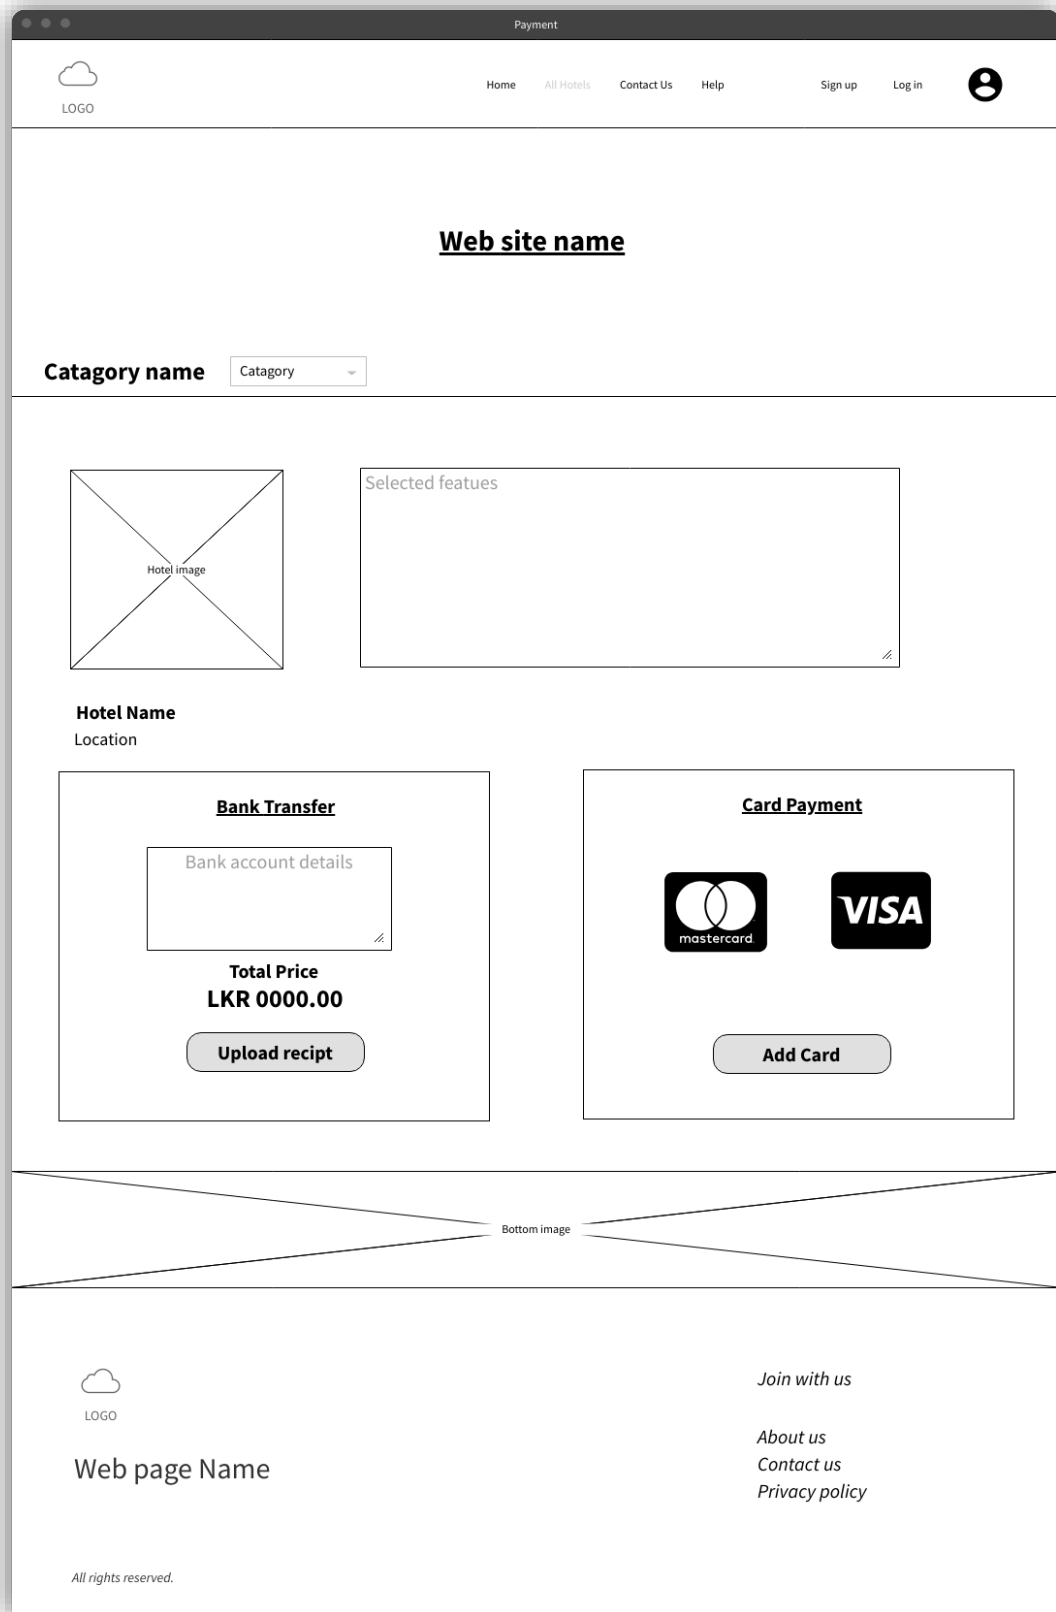 Payment
LOGO
Home All Hotels Contact Us Help Sign up Log in
Web site name
Catagory name Catagory
Selected featues
Hotel image
Hotel Name
Location
Bank Transfer
Bank account details
Total Price
LKR 0000.00
Upload recipt
Card Payment
mastercard.
VISA
Add Card
Bottom image
LOGO
Web page Name
Join with us
About us
Contact us
Privacy policy
All rights reserved.